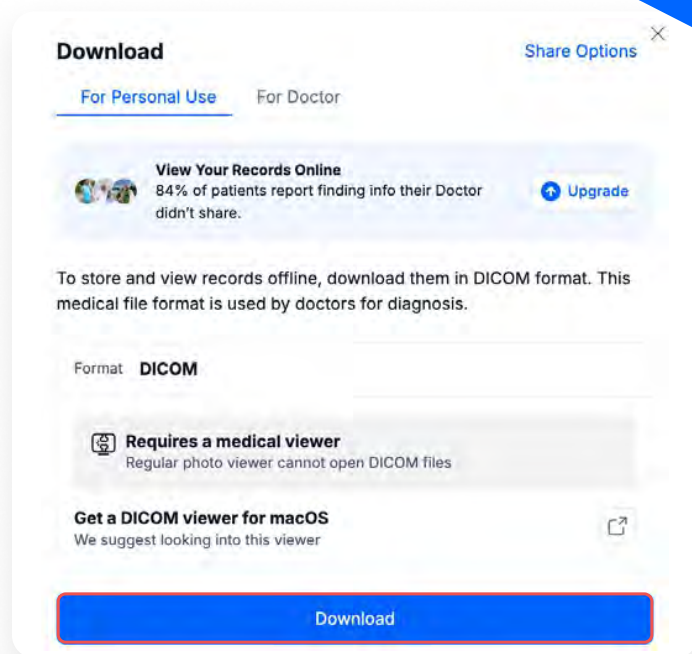 Download
Share Options
For Personal Use
For Doctor
View Your Records Online
84% of patients report finding info their Doctor
didn't share.
Upgrade
To store and view records offline, download them in DICOM format. This
medical file format is used by doctors for diagnosis.
Format DICOM
Requires a medical viewer
Regular photo viewer cannot open DICOM files
Get a DICOM viewer for macOS
We suggest looking into this viewer
Download